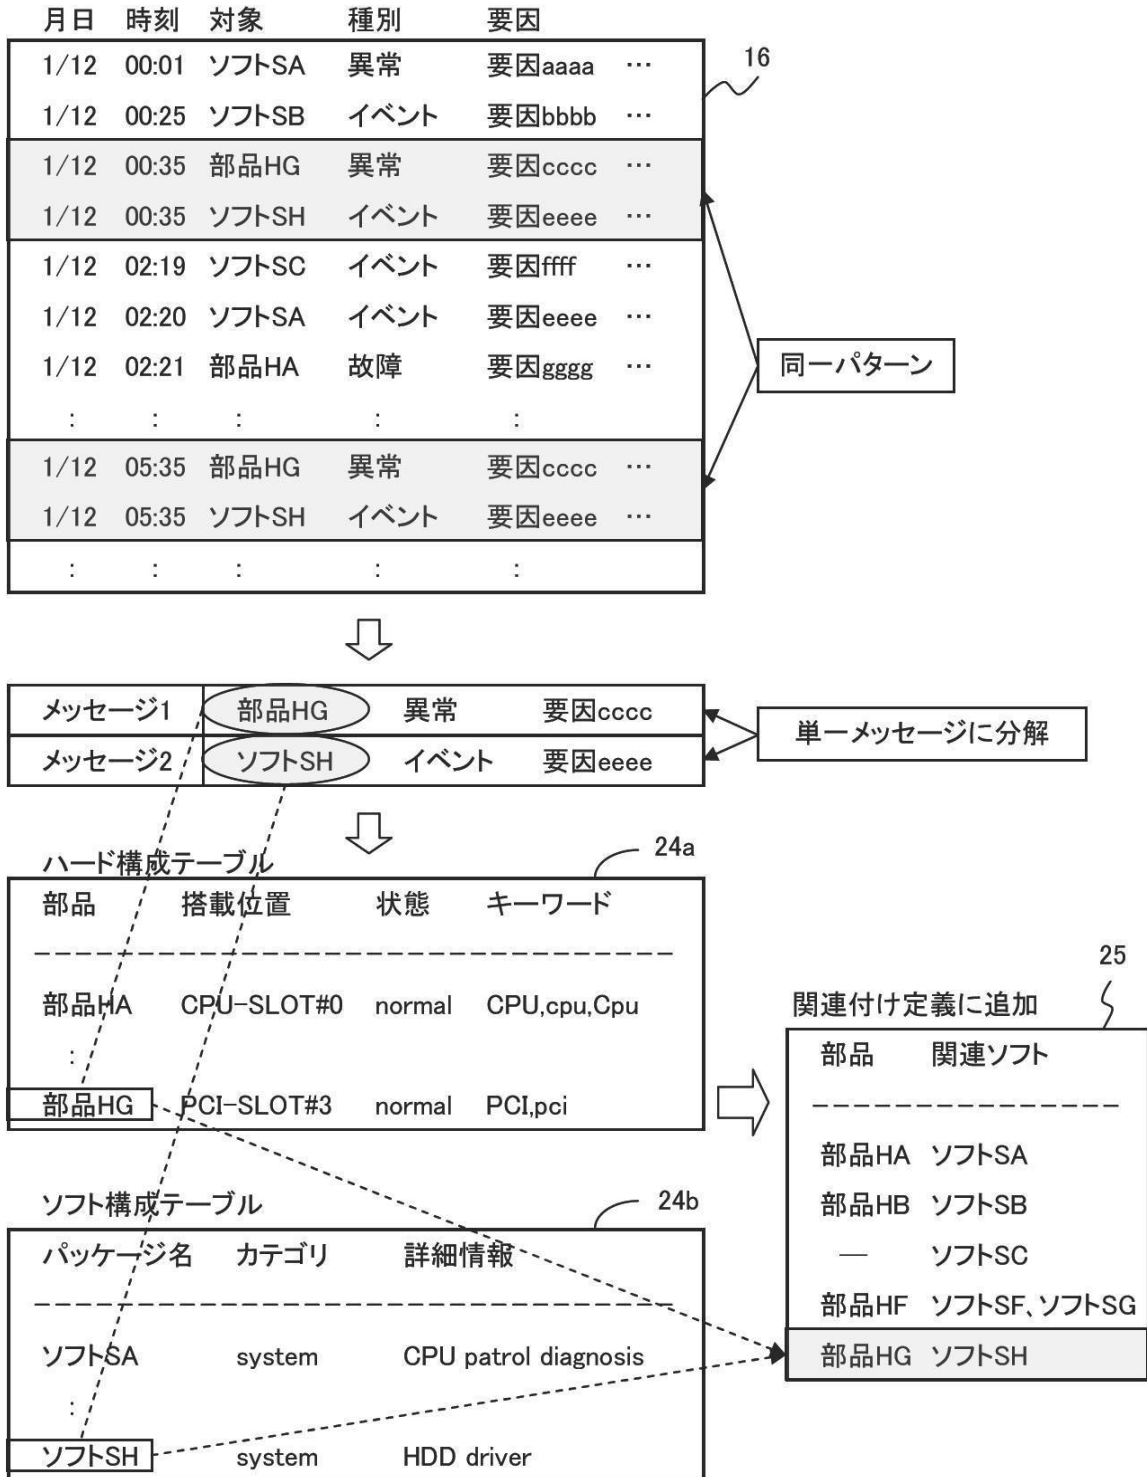 月日 時刻 対象 種別 要因
1/12 00:01 ソフトSA 異常 要因aaaa …
16
1/12 00:25 ソフトSB イベント 要因bbbb …
1/12 00:35 部品HG 異常 要因cccc …
1/12 00:35 ソフトSH イベント 要因eeee …
1/12 02:19 ソフトSC イベント 要因ffff …
1/12 02:20 ソフトSA イベント 要因eeee …
1/12 02:21 部品HA 故障 要因gggg …
同一パターン
: : : : :
1/12 05:35 部品HG 異常 要因cccc …
1/12 05:35 ソフトSH イベント 要因eeee …
: : : : :
メッセージ1 部品HG 異常 要因cccc
メッセージ2 ソフトSH イベント 要因eeee
単一メッセージに分解
ハード構成テーブル
24a
部品 搭載位置 状態 キーワード
部品HA CPU-SLOT#0 normal CPU,cpu,Cpu
:
部品HG PCI-SLOT#3 normal PCI,pci
ソフト構成テーブル
24b
パッケージ名 カテゴリ 詳細情報
ソフトSA system CPU patrol diagnosis
:
ソフトSH system HDD driver
25
関連付け定義に追加
部品 関連ソフト
部品HA ソフトSA
部品HB ソフトSB
― ソフトSC
部品HF ソフトSF、ソフトSG
部品HG ソフトSH